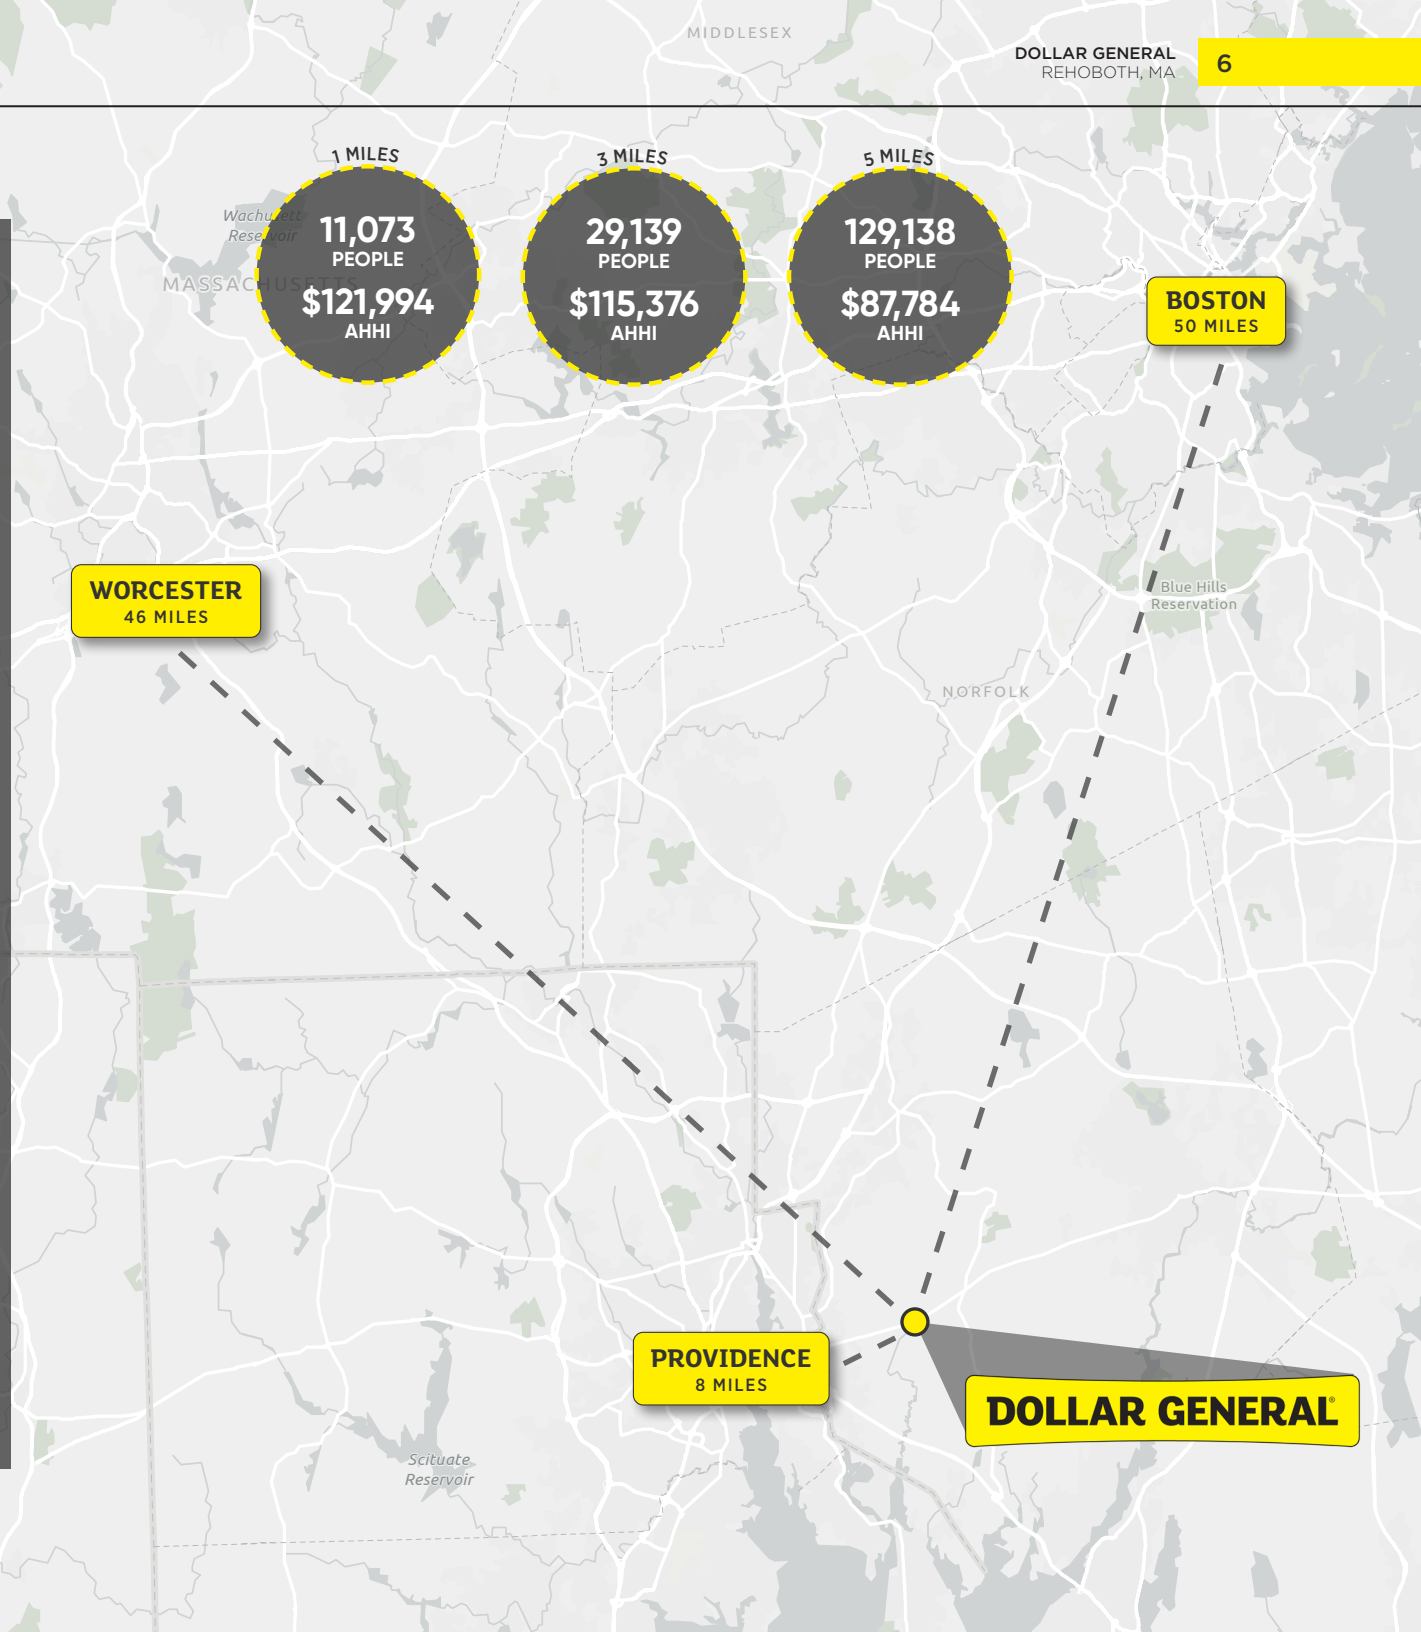 MIDDLESEX
DOLLAR GENERAL
REHOBOTH, MA
6
1 MILES
11,073
PEOPLE
$121,994
AHHI
3 MILES
29,139
PEOPLE
$115,376
AHHI
5 MILES
129,138
PEOPLE
$87,784
AHHI
Wachusett
Reservoir
MASSACHUSETTS
BOSTON
50 MILES
WORCESTER
46 MILES
Blue Hills
Reservation
NORFOLK
PROVIDENCE
8 MILES
DOLLAR GENERAL®
Scituate
Reservoir